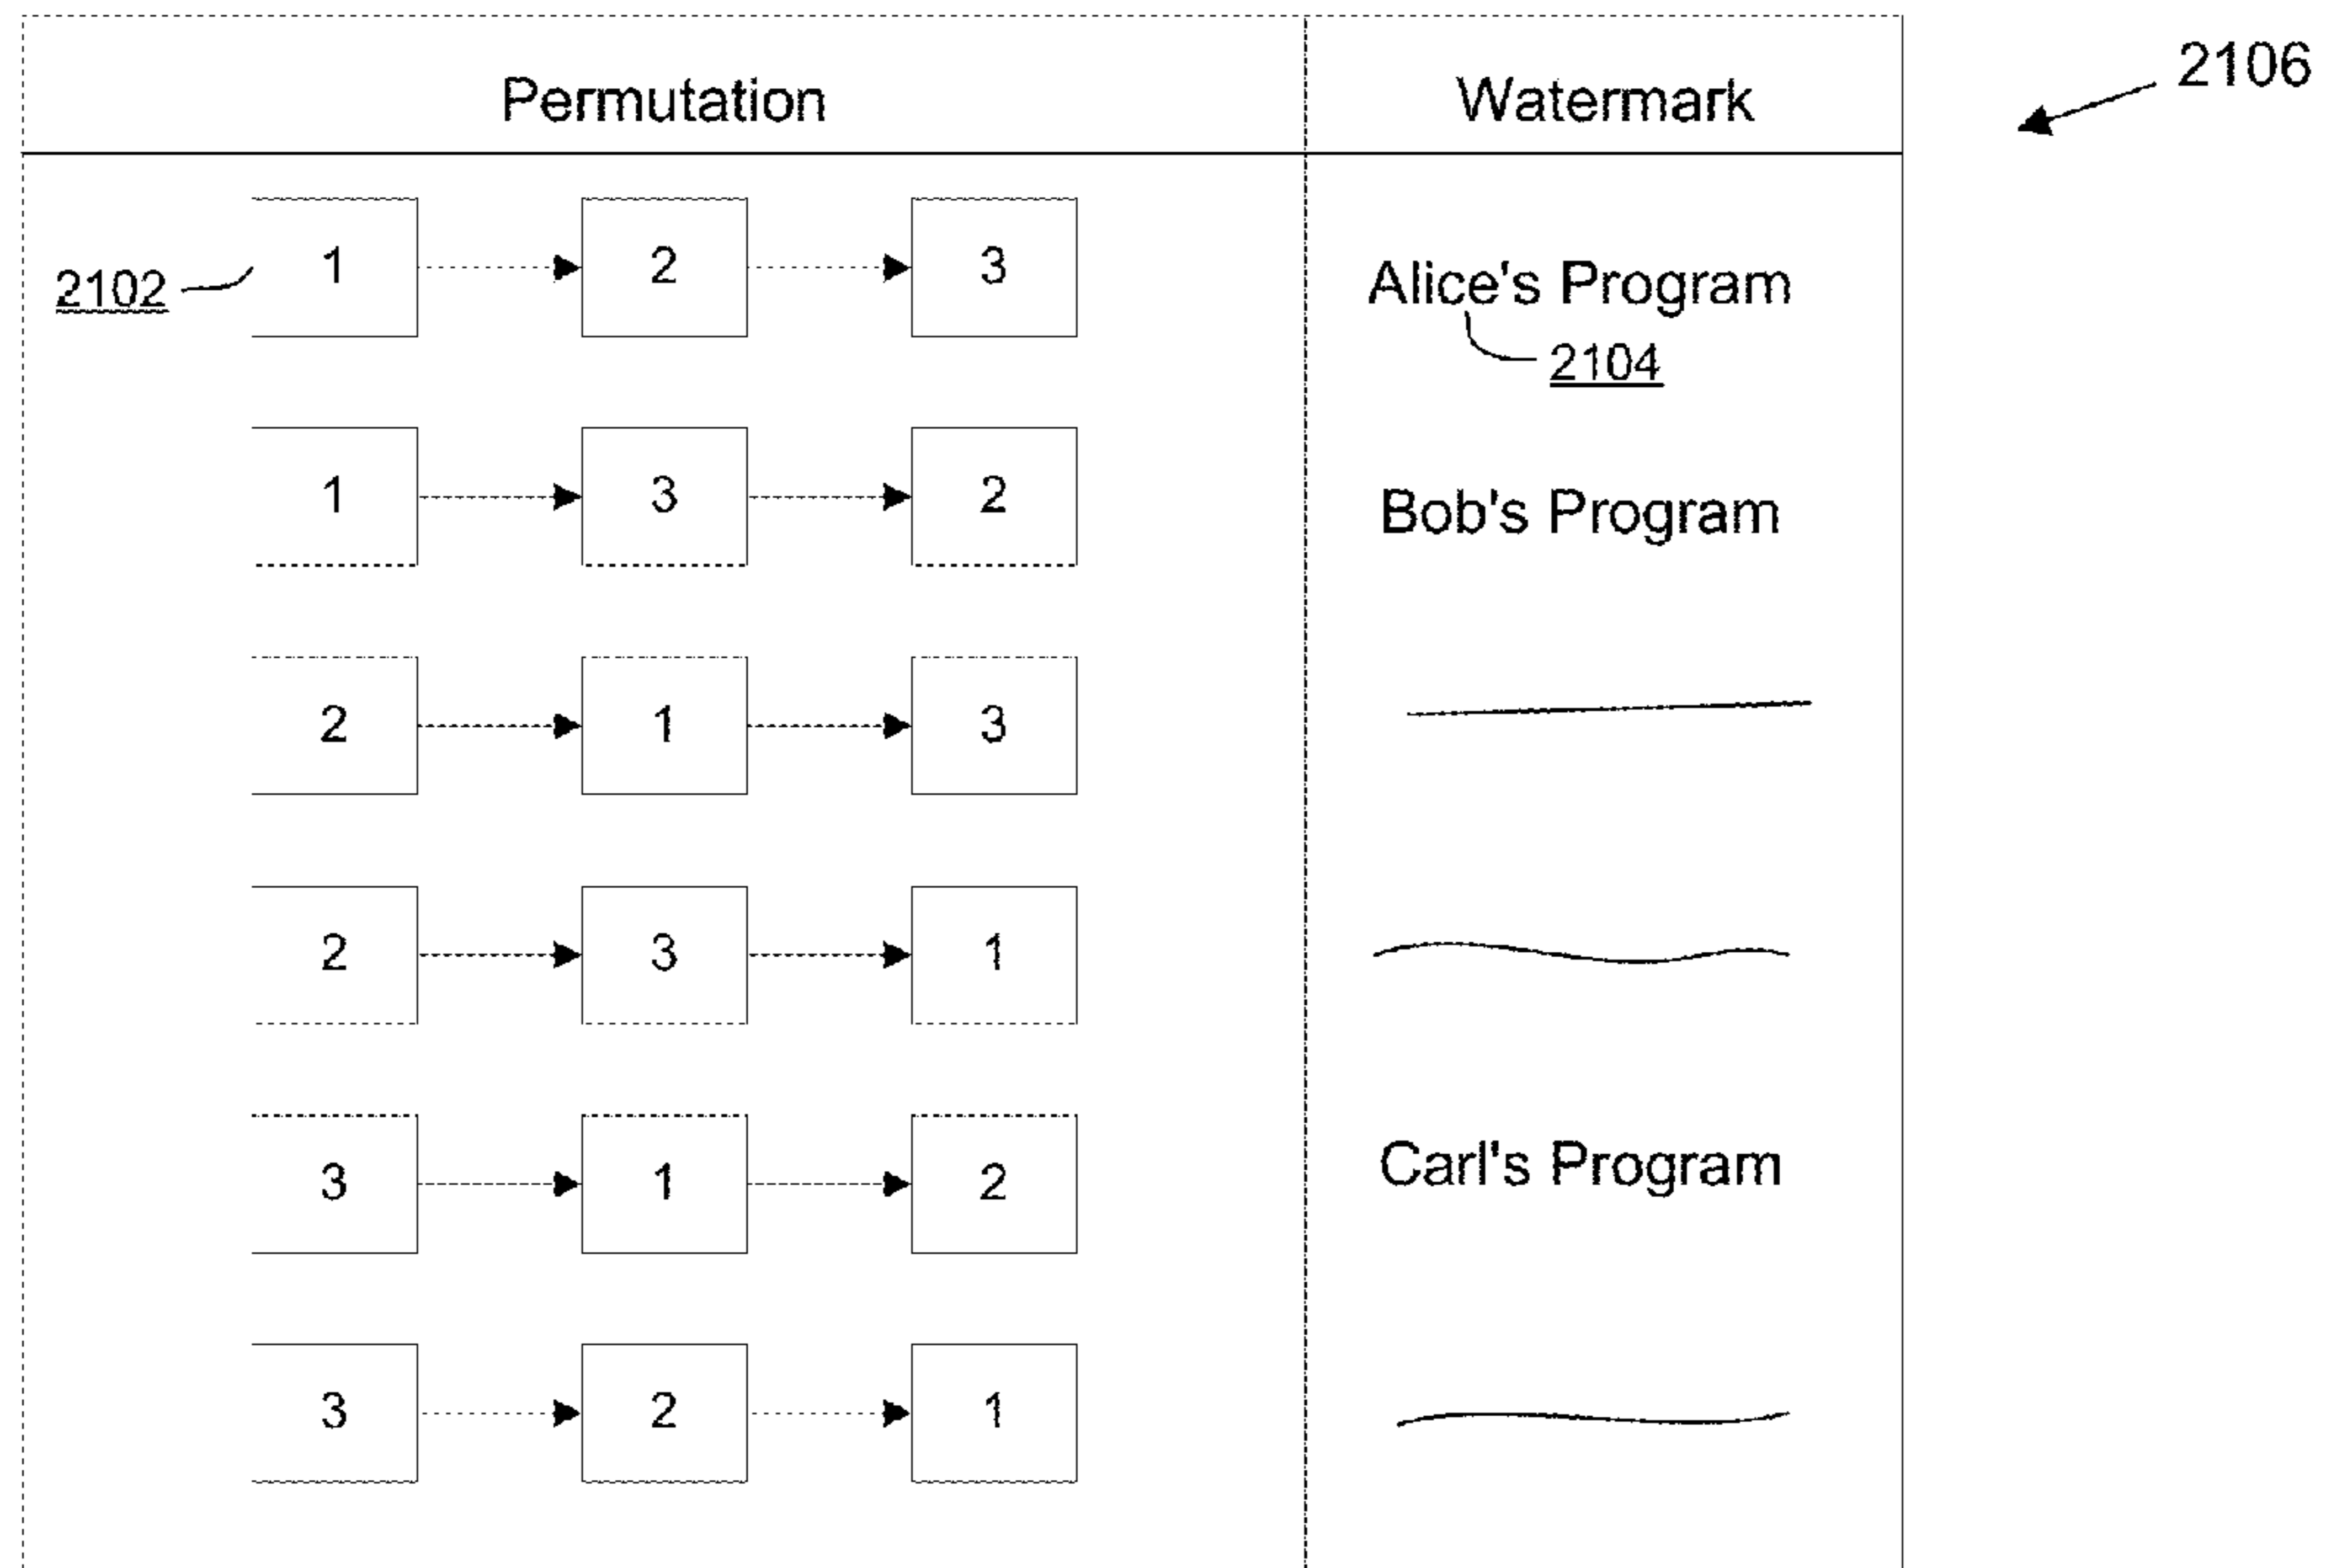 2106
Permutation Watermark
2102 1 2 3 Alice's Program
2104
1 3 2 Bob's Program
2 1 3
2 3 1
3 1 2 Carl's Program
3 2 1